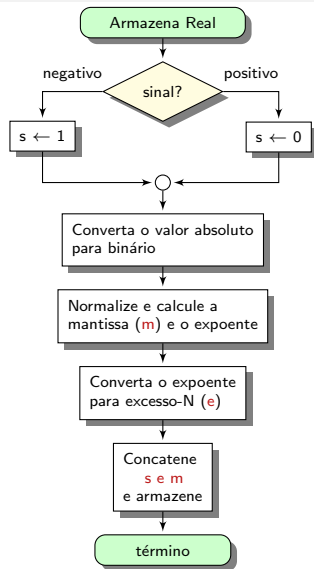 Armazena Real
negativo
positivo
sinal?
s ← 1
s ← 0
Converta o valor absoluto
para binário
Normalize e calcule a
mantissa (m) e o expoente
Converta o expoente
para excesso-N (e)
Concatene
s e m
e armazene
término